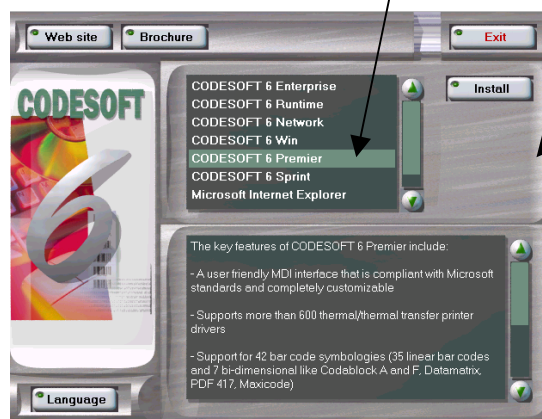 Web site
Brochure
Exit
CODESOFT
6
CODESOFT 6 Enterprise
CODESOFT 6 Runtime
CODESOFT 6 Network
CODESOFT 6 Win
CODESOFT 6 Premier
CODESOFT 6 Sprint
Microsoft Internet Explorer
Install
The key features of CODESOFT 6 Premier include:
- A user friendly MDI interface that is compliant with Microsoft
standards and completely customizable
- Supports more than 600 thermal/thermal transfer printer
drivers
- Support for 42 bar code symbologies (35 linear bar codes
and 7 bi-dimensional like Codablock A and F, Datamatrix,
PDF 417, Maxicode)
Language